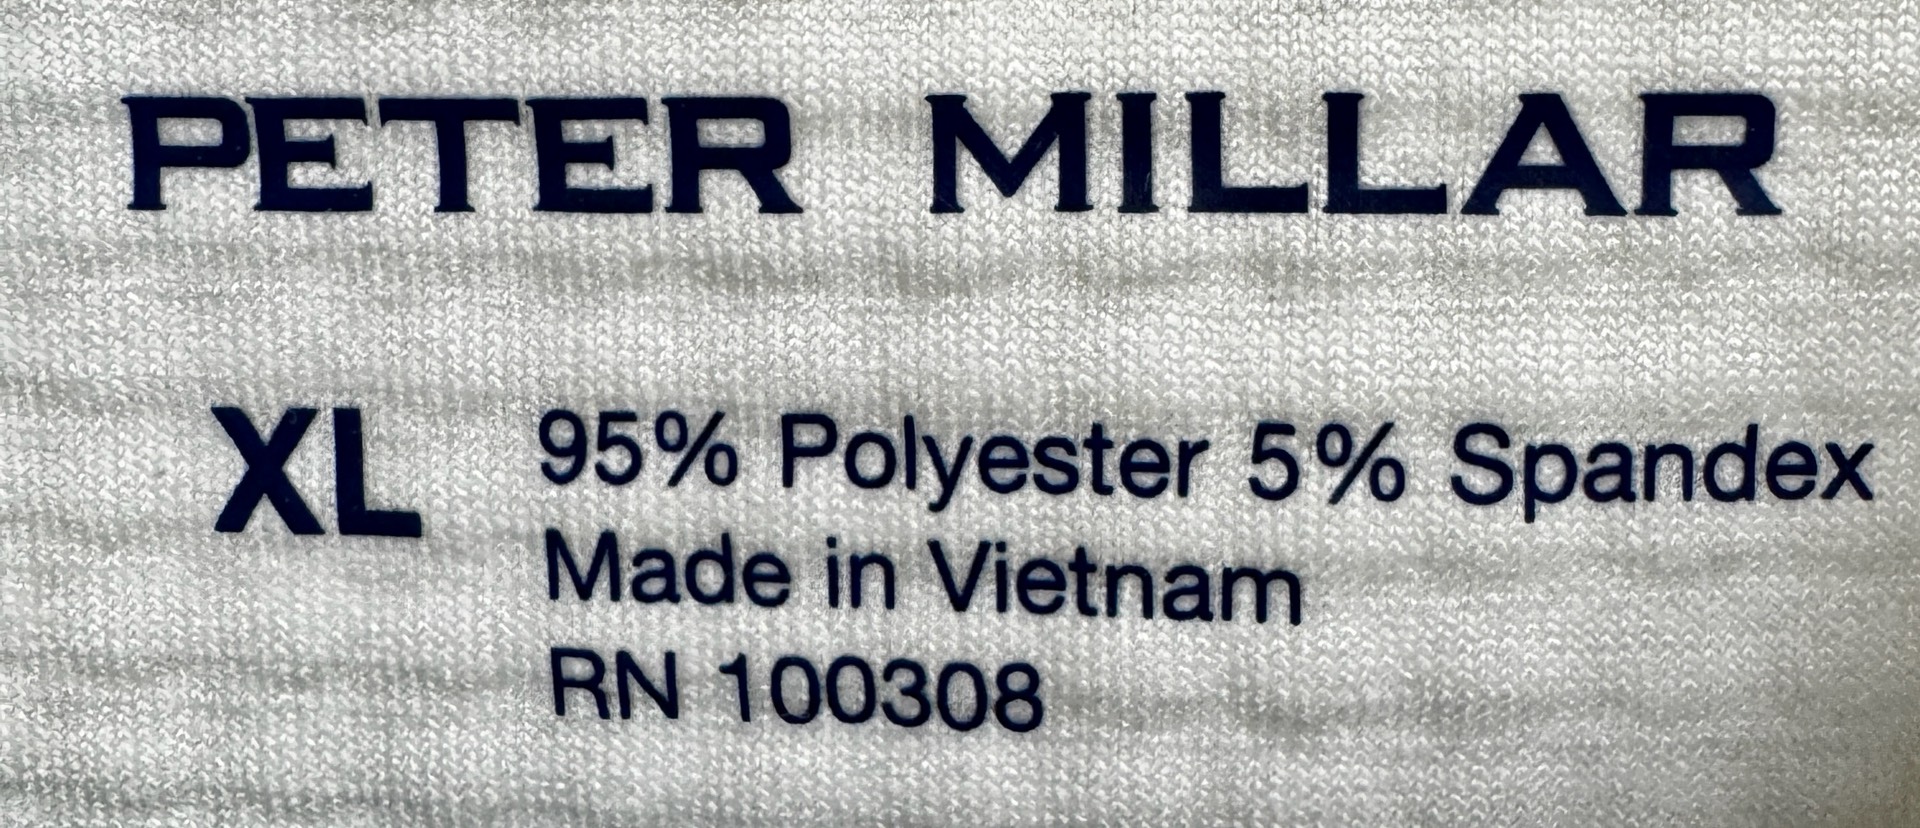 PETER MILLAR
XL 95% Polyester 5% Spandex
Made in Vietnam
RN 100308